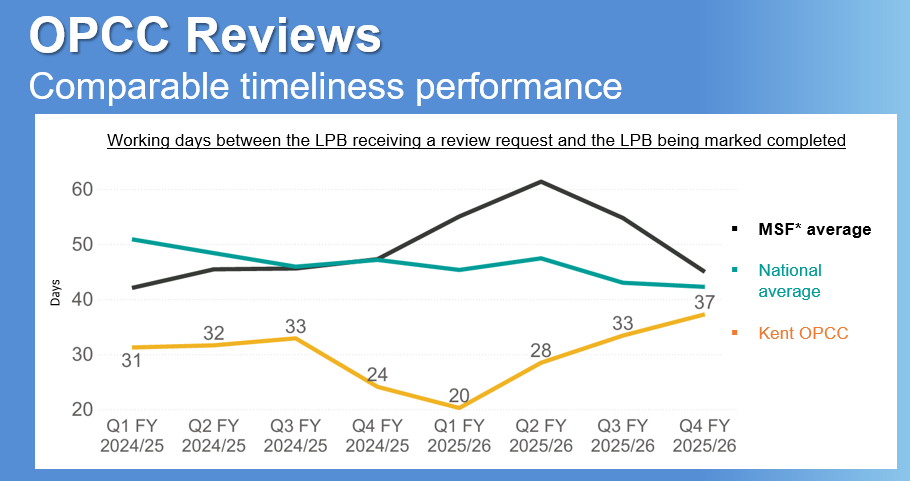 OPCC Reviews
Comparable timeliness performance
Working days between the LPB receiving a review request and the LPB being marked completed
60
50
40
30
20
Days
31
32
33
24
20
28
33
37
Q1 FY
2024/25
Q2 FY
2024/25
Q3 FY
2024/25
Q4 FY
2024/25
Q1 FY
2025/26
Q2 FY
2025/26
Q3 FY
2025/26
Q4 FY
2025/26
MSF* average
National
average
Kent OPCC